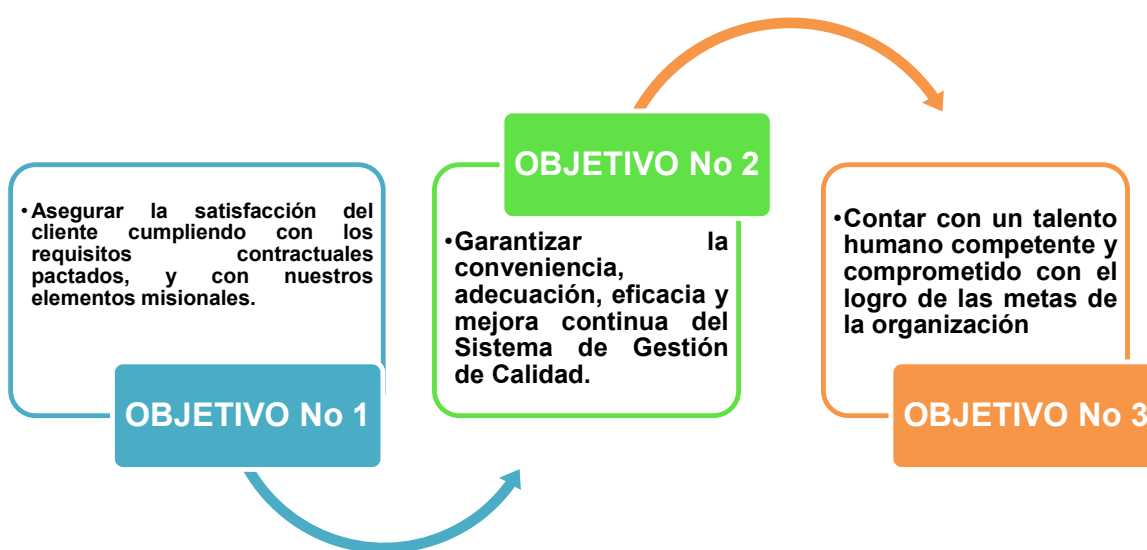 •Asegurar la satisfacción del
cliente cumpliendo con los
requisitos contractuales
pactados, y con nuestros
elementos misionales.
OBJETIVO No 1
OBJETIVO No 2
•Garantizar la
conveniencia,
adecuación, eficacia y
mejora continua del
Sistema de Gestión
de Calidad.
•Contar con un talento
humano competente y
comprometido con el
logro de las metas de
la organización
OBJETIVO No 3